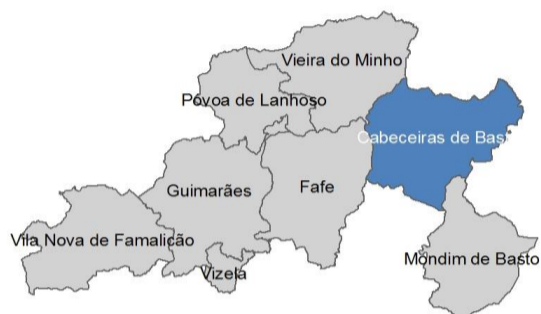 Vieira do Minho
Póvoa de Lanhoso
Cabeceiras de Bast
Guimarães
Fafe
Vila Nova de Famalicão
Vizela
Mondim de Basto